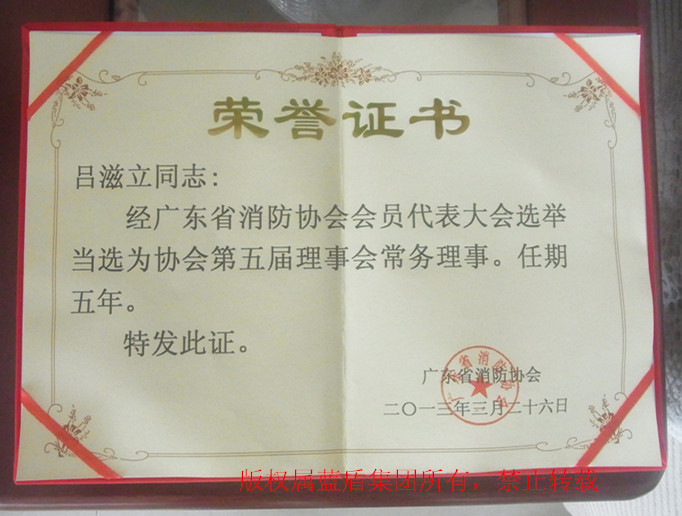 荣誉证书
吕滋立同志:
经广东省消防协会会员代表大会选举
当选为协会第五届理事会常务理事。任期
五年。
特发此证。
广东省消防协会
二〇一三年三月二十六日
版权属蓝盾集团所有，禁止转载